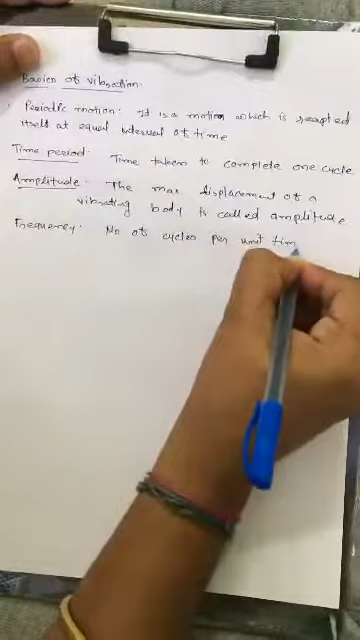 Basics of vibration.
Periodic motion: It is a motion which is reapted
itself at equal interval of time
Time period: Time taken to complete one cycle
Amplitude: The max displacement of a
vibrating body is called amplitude
Frequency: No of cycles per unit tim